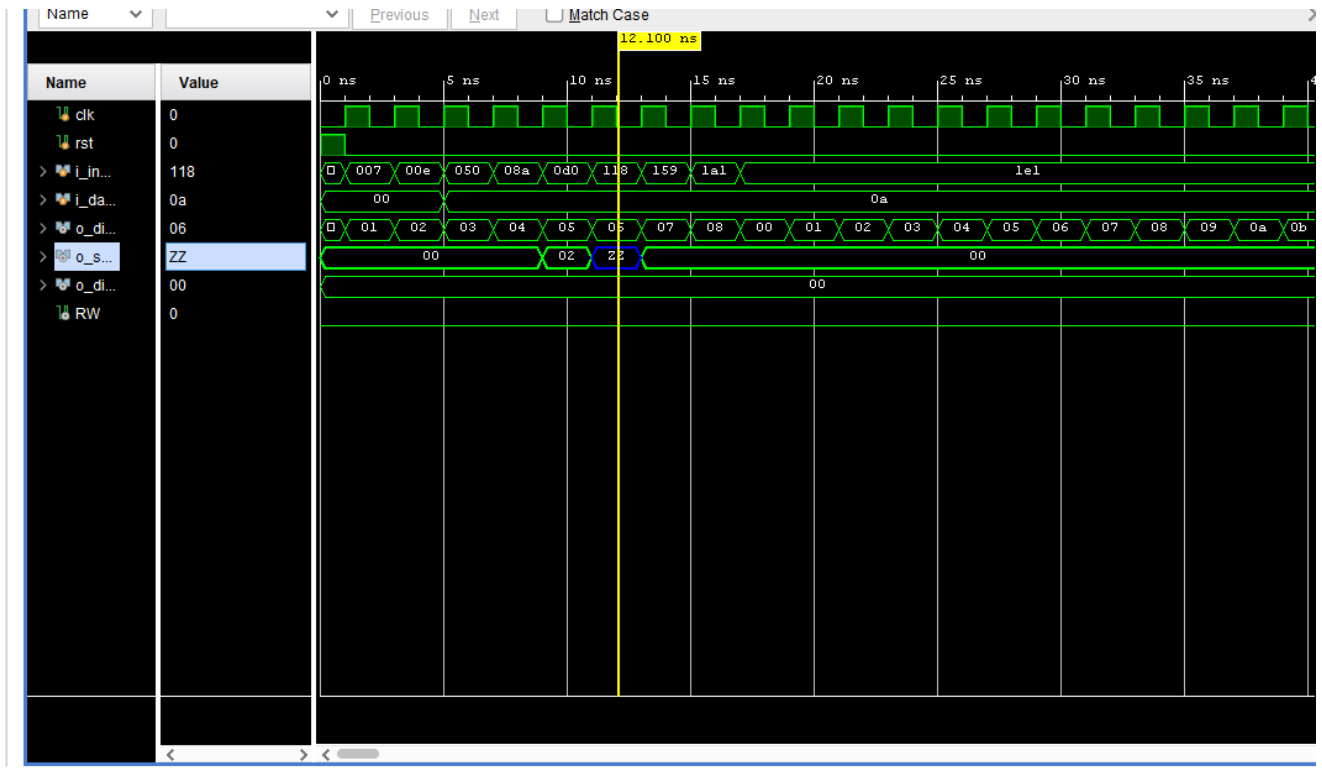 Name Previous Next Match Case
12.100 ns
Name Value 0 ns 5 ns 10 ns 15 ns 20 ns 25 ns 30 ns 35 ns
clk 0
rst 0
i_in... 118 007 00e 050 08a 0d0 118 159 1a1 1e1
i_da... 0a 00 0a
o_di... 06 01 02 03 04 05 06 07 08 00 01 02 03 04 05 06 07 08 09 0a 0b
o_s... ZZ 00 02 ZZ 00
o_di... 00 00
RW 0